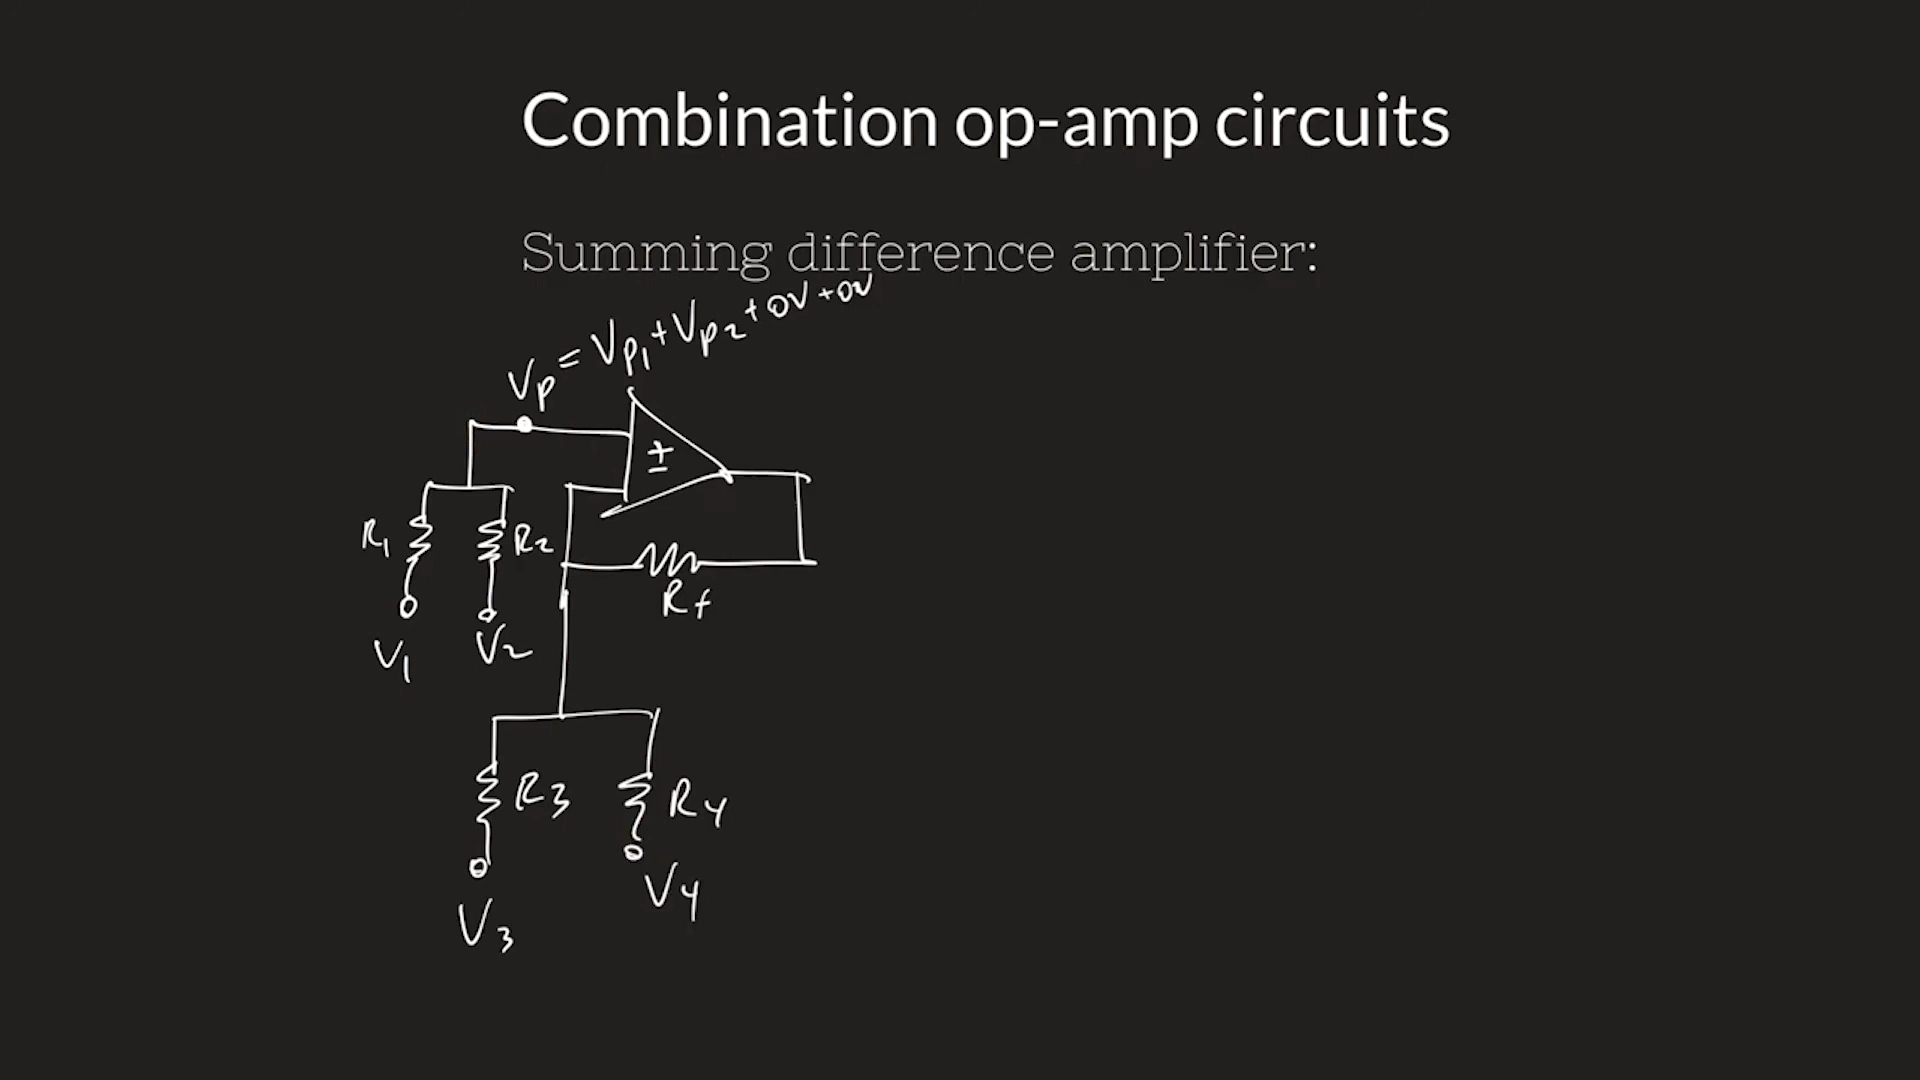 Combination op-amp circuits
Summing difference amplifier:
Vp = Vp1 + Vp2 + 0V + 0V
±
R1
R2
Rf
V1
V2
R3
R4
V3
V4